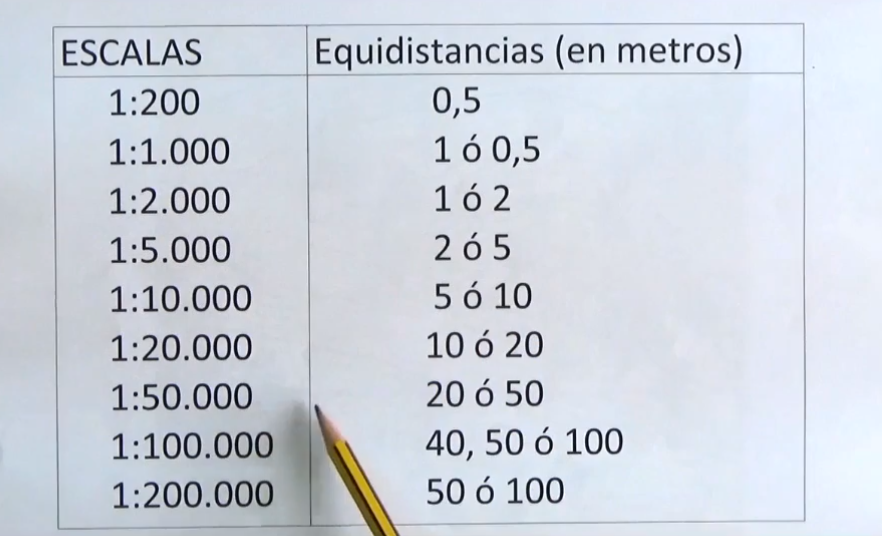 ESCALAS Equidistancias (en metros)
1:200 0,5
1:1.000 1 ó 0,5
1:2.000 1 ó 2
1:5.000 2 ó 5
1:10.000 5 ó 10
1:20.000 10 ó 20
1:50.000 20 ó 50
1:100.000 40, 50 ó 100
1:200.000 50 ó 100